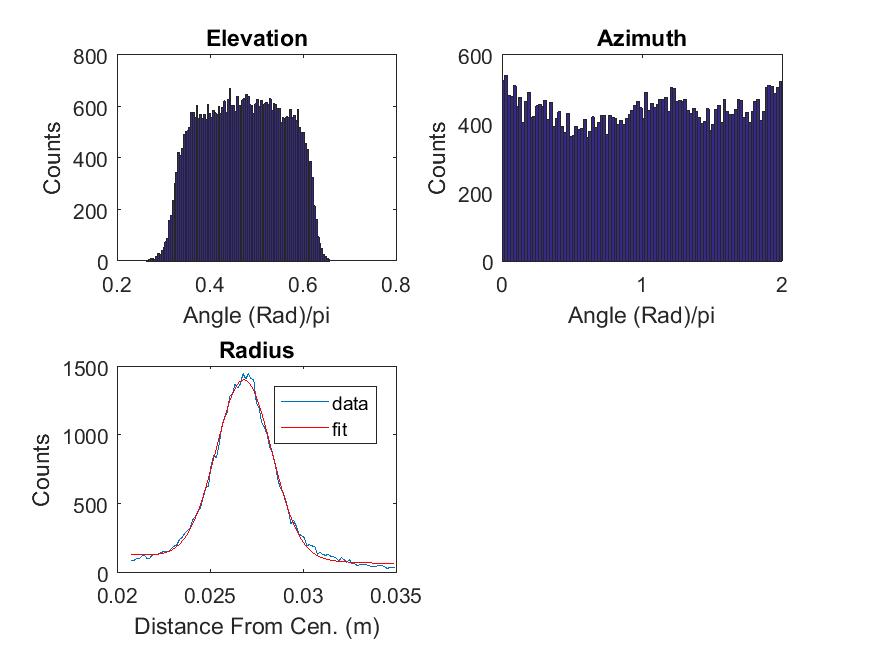 Elevation
800
600
400
200
0
Counts
0.2 0.4 0.6 0.8
Angle (Rad)/pi
Azimuth
600
400
200
0
Counts
0 1 2
Angle (Rad)/pi
Radius
1500
1000
500
0
Counts
data
fit
0.02 0.025 0.03 0.035
Distance From Cen. (m)